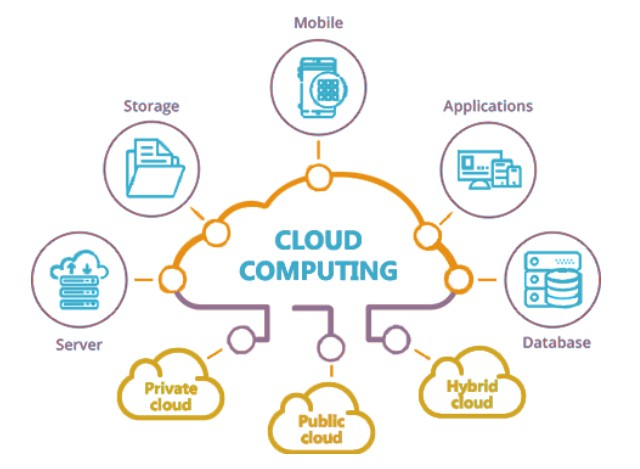 Mobile
Storage
Applications
CLOUD
COMPUTING
Server
Database
Private
cloud
Public
cloud
Hybrid
cloud